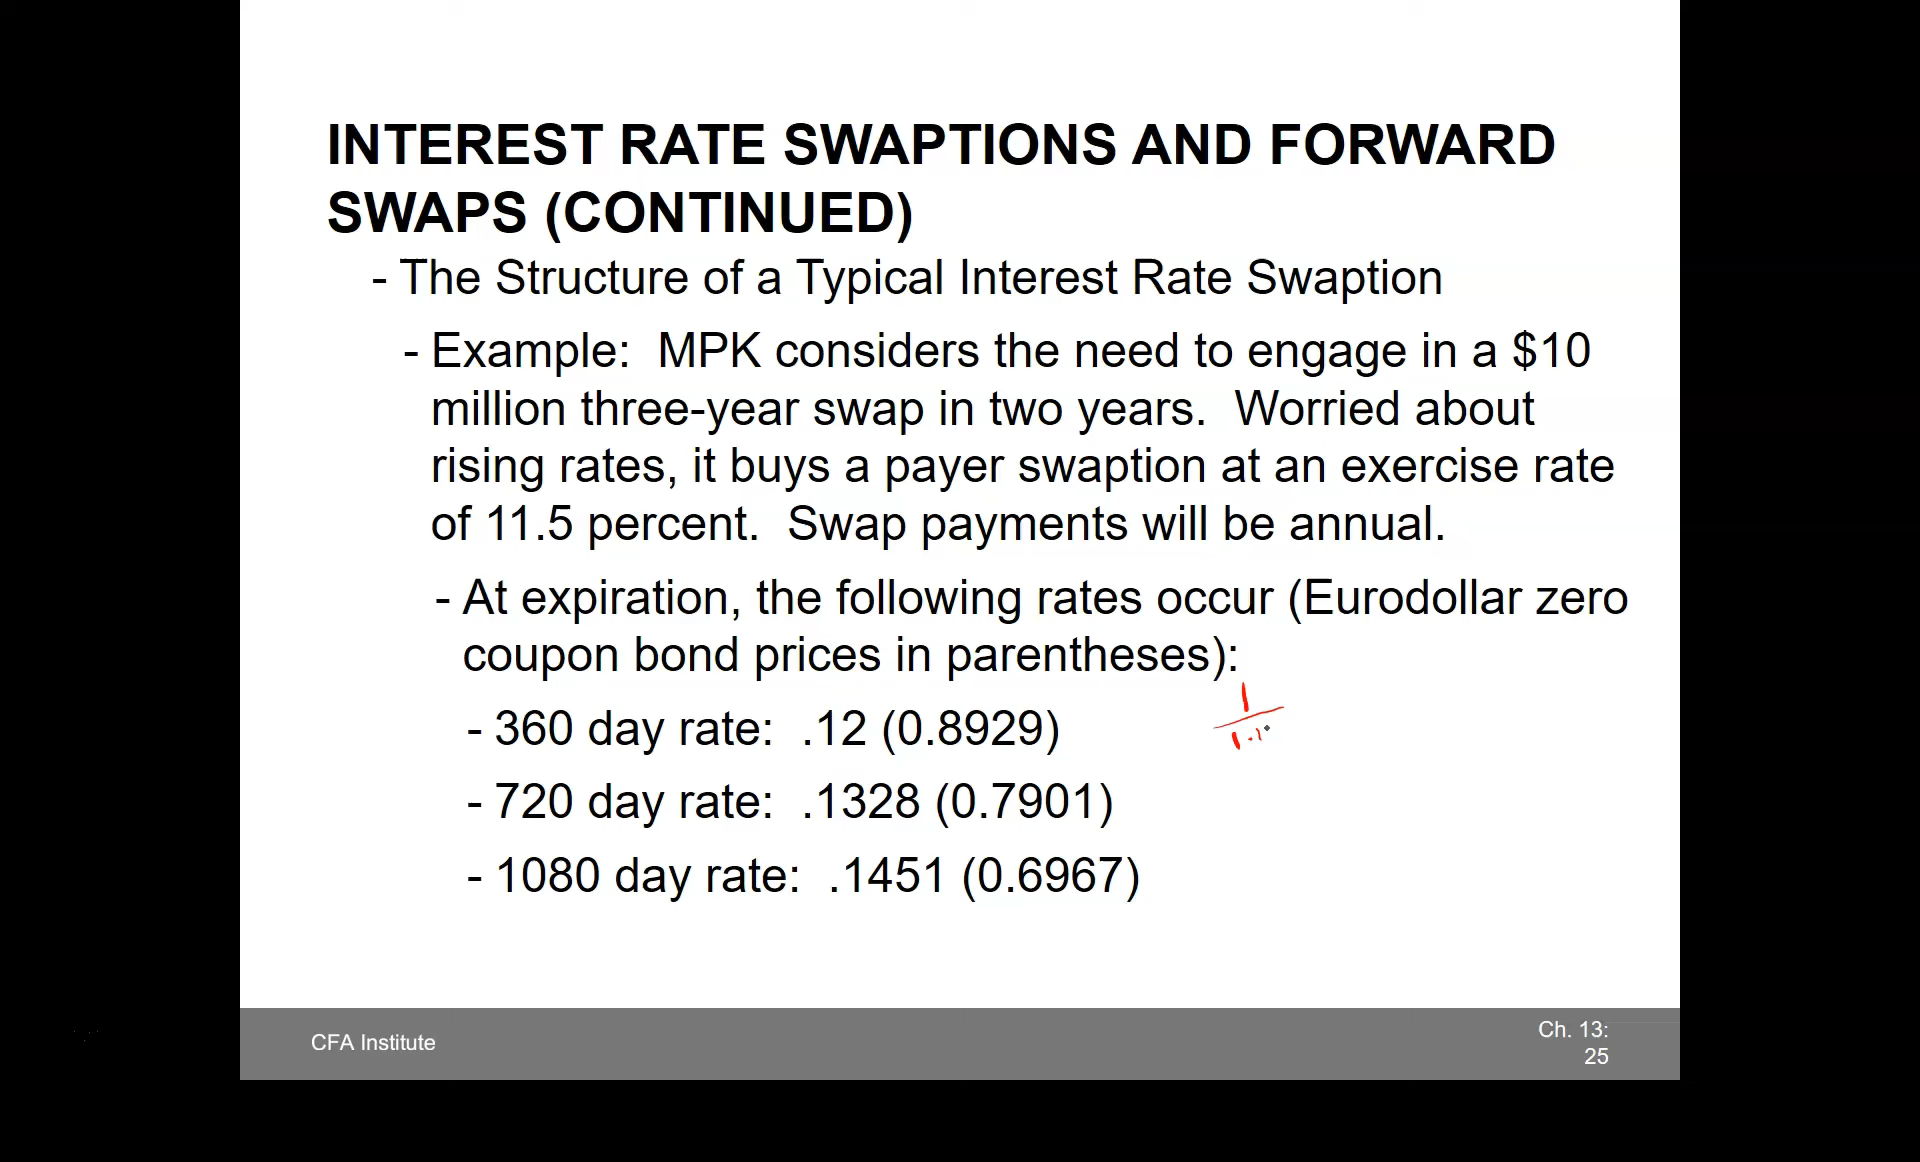 INTEREST RATE SWAPTIONS AND FORWARD
SWAPS (CONTINUED)
- The Structure of a Typical Interest Rate Swaption
- Example:  MPK considers the need to engage in a $10
million three-year swap in two years.  Worried about
rising rates, it buys a payer swaption at an exercise rate
of 11.5 percent.  Swap payments will be annual.
- At expiration, the following rates occur (Eurodollar zero
coupon bond prices in parentheses):
1
- 360 day rate:  .12 (0.8929)
1.1
- 720 day rate:  .1328 (0.7901)
- 1080 day rate:  .1451 (0.6967)
CFA Institute
Ch. 13:
25